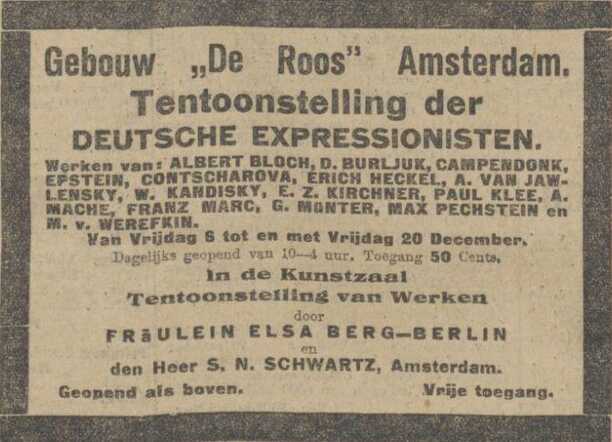 Gebouw „De Roos” Amsterdam.
Tentoonstelling der
DEUTSCHE EXPRESSIONISTEN.
Werken van: ALBERT BLOCH, D. BURLJUK, CAMPENDONK,
EPSTEIN, CONTSCHAROVA, ERICH HECKEL, A. VAN JAW-
LENSKY, W. KANDISKY, E. Z. KIRCHNER, PAUL KLEE, A.
MACHE, FRANZ MARC, G. MONTER, MAX PECHSTEIN en
M. v. WEREFKIN.
Van Vrijdag 6 tot en met Vrijdag 20 December.
Dagelijks geopend van 10—4 uur. Toegang 50 Cents.
In de Kunstzaal
Tentoonstelling van Werken
door
FRäULEIN ELSA BERG—BERLIN
en
den Heer S. N. SCHWARTZ, Amsterdam.
Geopend als boven. Vrije toegang.